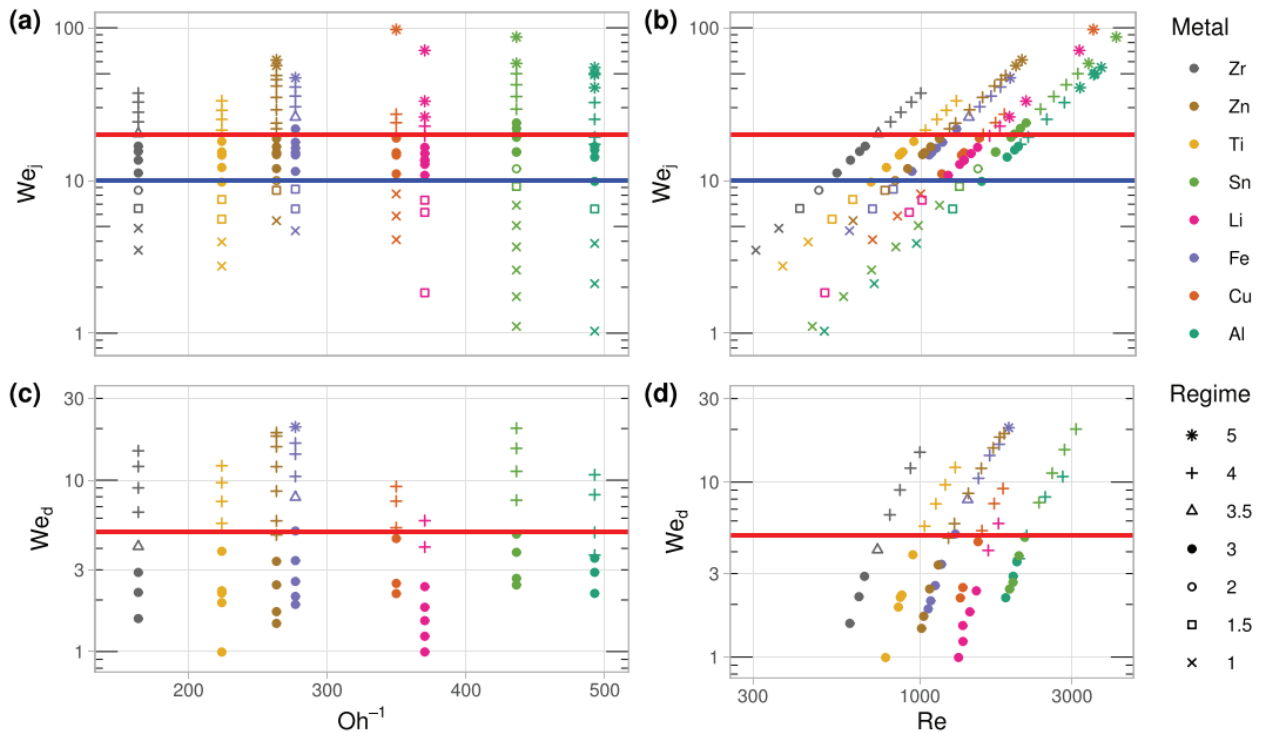 (a)
(b)
We_j
100
10
1
We_j
100
10
1
Metal
Zr
Zn
Ti
Sn
Li
Fe
Cu
Al
(c)
(d)
We_d
30
10
3
1
200
300
400
500
Oh⁻¹
We_d
30
10
3
1
300
1000
3000
Re
Regime
5
4
3.5
3
2
1.5
1